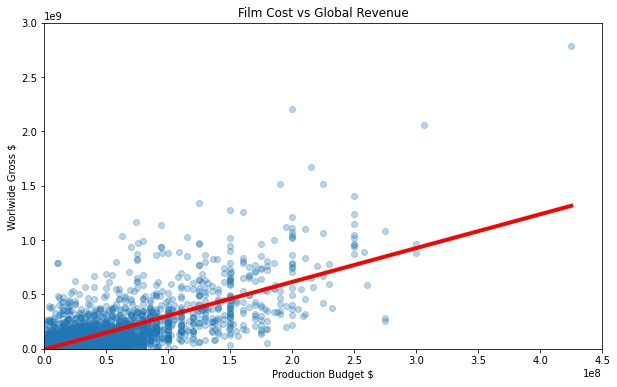 Film Cost vs Global Revenue
1e9
3.0
2.5
2.0
1.5
1.0
0.5
0.0
Worlwide Gross $
0.0 0.5 1.0 1.5 2.0 2.5 3.0 3.5 4.0 4.5
Production Budget $
1e8